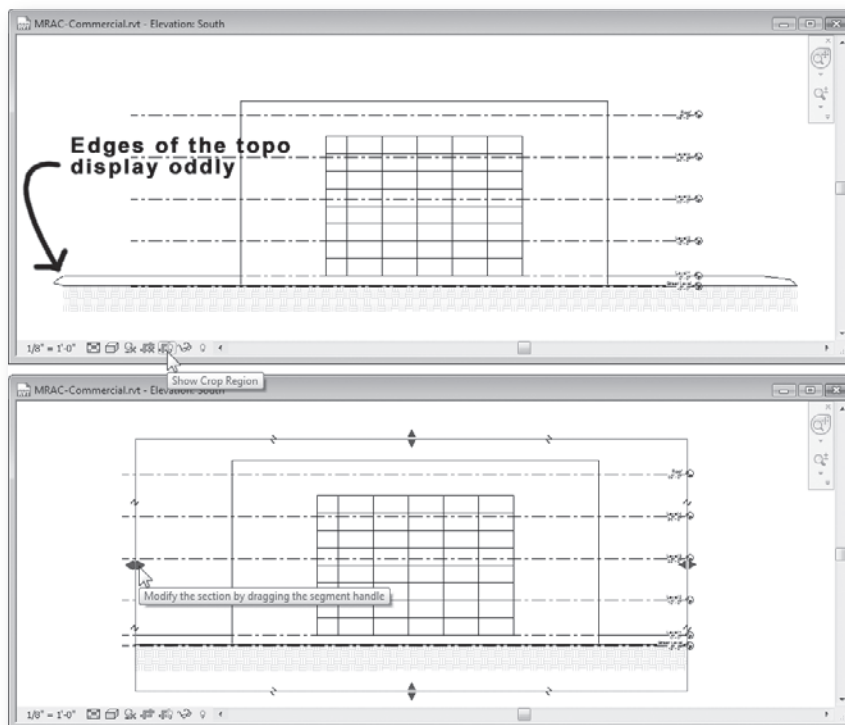 MRAC-Commercial.rvt - Elevation: South
Edges of the topo
display oddly
1/8" = 1'-0"
Show Crop Region
MRAC-Commercial.rvt - Elevation: South
Modify the section by dragging the segment handle
1/8" = 1'-0"